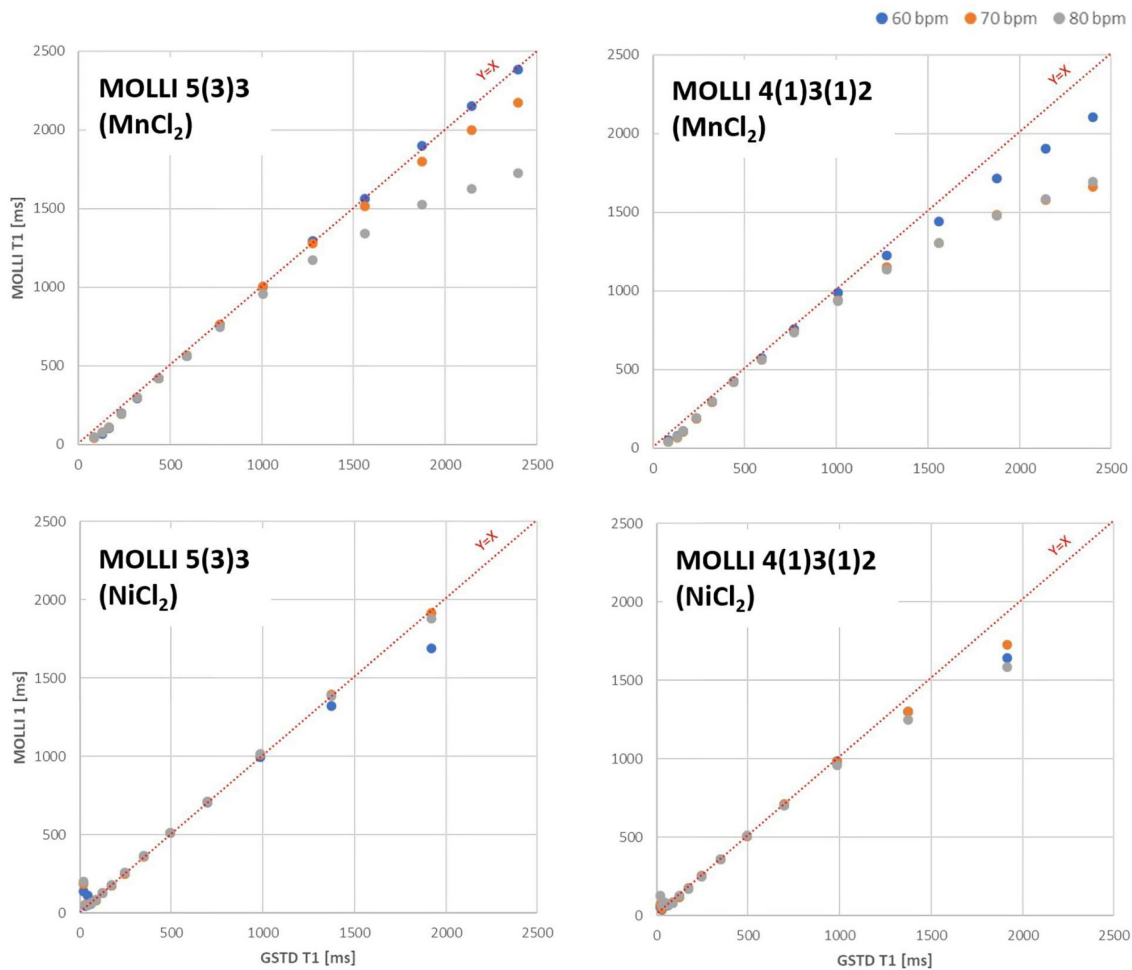 60 bpm 70 bpm 80 bpm
MOLLI 5(3)3
(MnCl₂)
Y=X
2500
2000
1500
1000
500
0
MOLLI T1 [ms]
0 500 1000 1500 2000 2500
MOLLI 4(1)3(1)2
(MnCl₂)
Y=X
2500
2000
1500
1000
500
0
0 500 1000 1500 2000 2500
MOLLI 5(3)3
(NiCl₂)
Y=X
2500
2000
1500
1000
500
0
MOLLI 1 [ms]
0 500 1000 1500 2000 2500
GSTD T1 [ms]
MOLLI 4(1)3(1)2
(NiCl₂)
Y=X
2500
2000
1500
1000
500
0
0 500 1000 1500 2000 2500
GSTD T1 [ms]